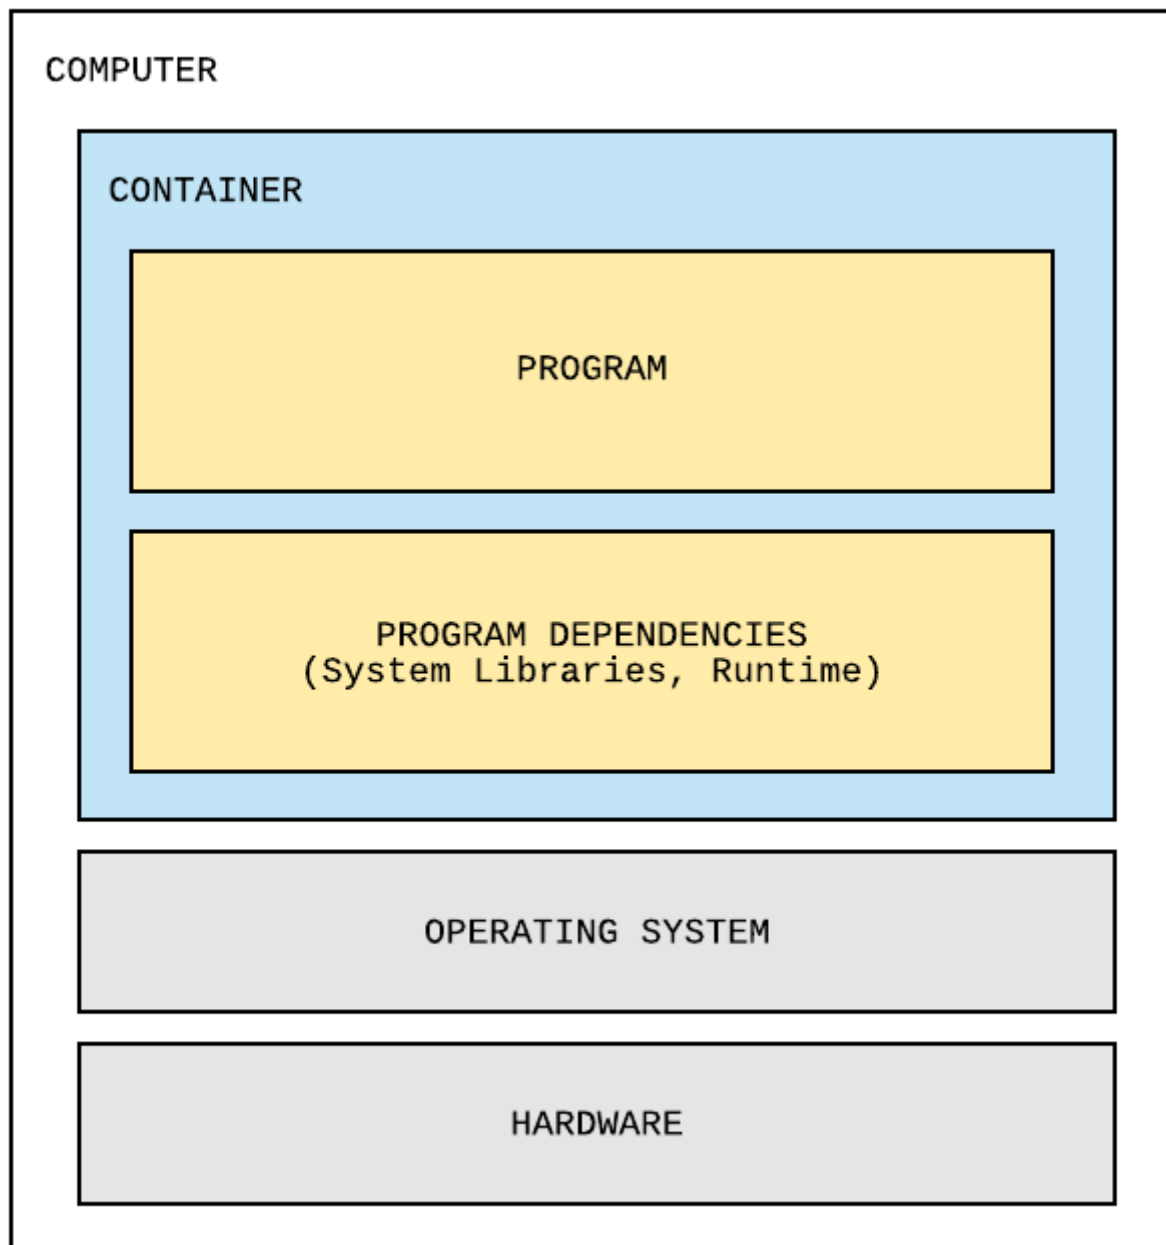 COMPUTER
CONTAINER
PROGRAM
PROGRAM DEPENDENCIES
(System Libraries, Runtime)
OPERATING SYSTEM
HARDWARE